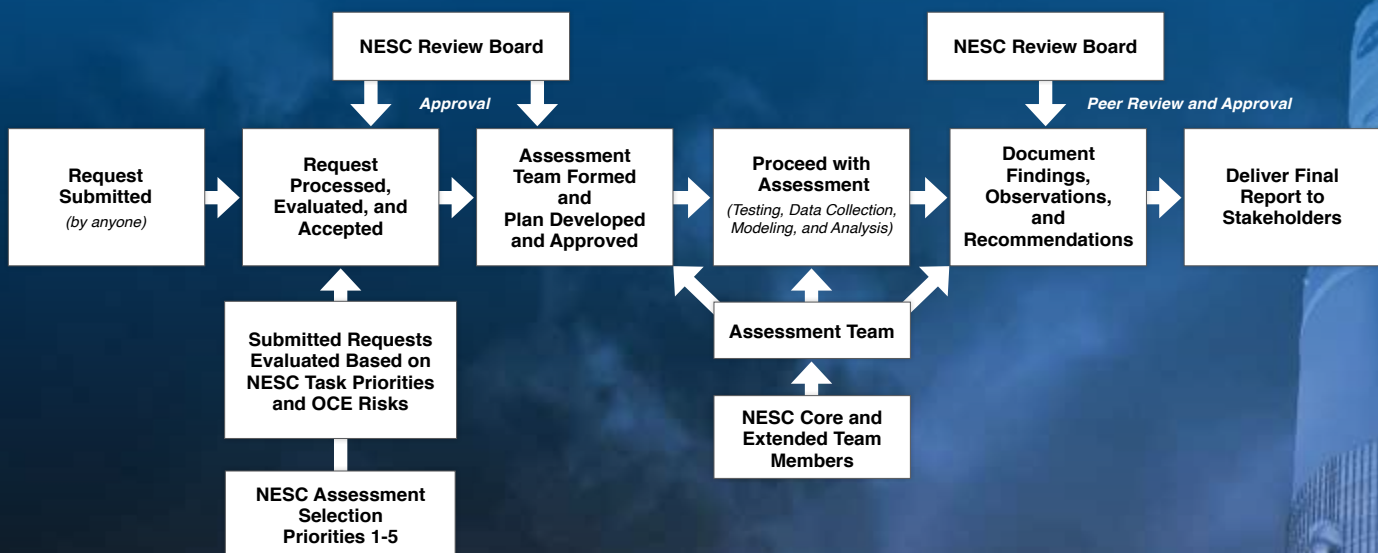 NESC Review Board
NESC Review Board
Approval
Peer Review and Approval
Request
Submitted
(by anyone)
Request
Processed,
Evaluated, and
Accepted
Assessment
Team Formed
and
Plan Developed
and Approved
Proceed with
Assessment
(Testing, Data Collection,
Modeling, and Analysis)
Document
Findings,
Observations,
and
Recommendations
Deliver Final
Report to
Stakeholders
Submitted Requests
Evaluated Based on
NESC Task Priorities
and OCE Risks
Assessment Team
NESC Core and
Extended Team
Members
NESC Assessment
Selection
Priorities 1-5